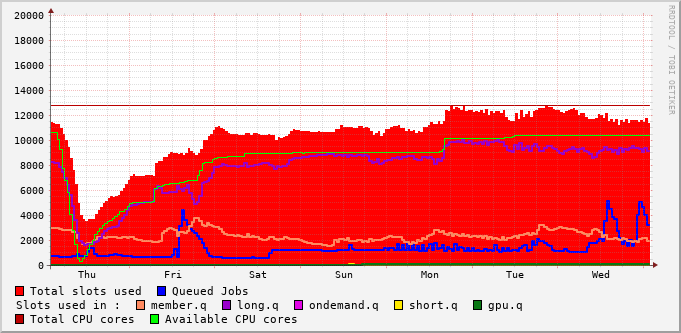 20000
18000
16000
14000
12000
10000
8000
6000
4000
2000
0
Thu Fri Sat Sun Mon Tue Wed
RRDTOOL / TOBI OETIKER
Total slots used Queued Jobs
Slots used in : member.q long.q ondemand.q short.q gpu.q
Total CPU cores Available CPU cores